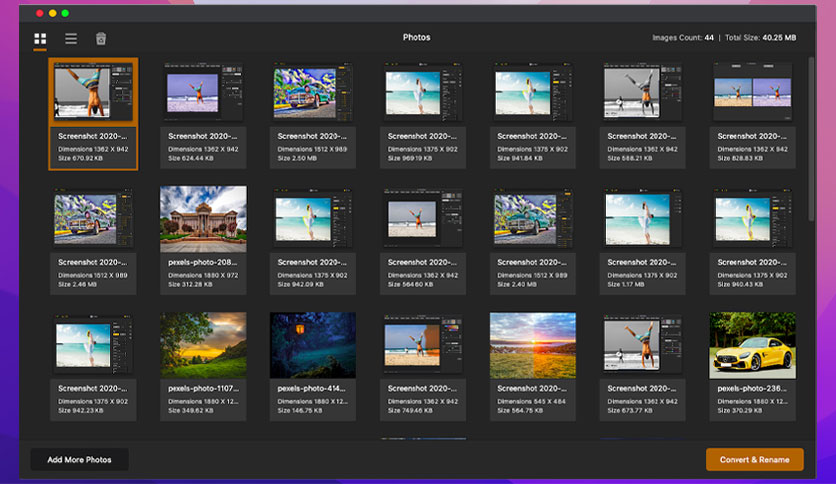 Photos
Images Count: 44 | Total Size: 40.25 MB
Screenshot 2020-...
Dimensions 1362 X 942
Size 670.92 KB
Screenshot 2020-...
Dimensions 1362 X 942
Size 624.44 KB
Screenshot 2020-...
Dimensions 1512 X 989
Size 2.50 MB
Screenshot 2020-...
Dimensions 1375 X 902
Size 969.19 KB
Screenshot 2020-...
Dimensions 1375 X 902
Size 941.84 KB
Screenshot 2020-...
Dimensions 1362 X 942
Size 588.21 KB
Screenshot 2020-...
Dimensions 1362 X 942
Size 828.83 KB
Screenshot 2020-...
Dimensions 1512 X 989
Size 2.46 MB
pexels-photo-208...
Dimensions 1880 X 972
Size 312.28 KB
Screenshot 2020-...
Dimensions 1375 X 902
Size 942.09 KB
Screenshot 2020-...
Dimensions 1362 X 942
Size 564.60 KB
Screenshot 2020-...
Dimensions 1512 X 989
Size 2.40 MB
Screenshot 2020-...
Dimensions 1375 X 902
Size 1.17 MB
Screenshot 2020-...
Dimensions 1375 X 902
Size 940.43 KB
Screenshot 2020-...
Dimensions 1375 X 902
Size 942.23 KB
pexels-photo-1107...
Dimensions 1880 X 12...
Size 349.62 KB
pexels-photo-414...
Dimensions 1880 X 12...
Size 146.75 KB
Screenshot 2020-...
Dimensions 1362 X 942
Size 749.46 KB
Screenshot 2020-...
Dimensions 545 X 484
Size 564.75 KB
Screenshot 2020-...
Dimensions 1362 X 942
Size 673.77 KB
pexels-photo-236...
Dimensions 1880 X 12...
Size 370.29 KB
Add More Photos
Convert & Rename